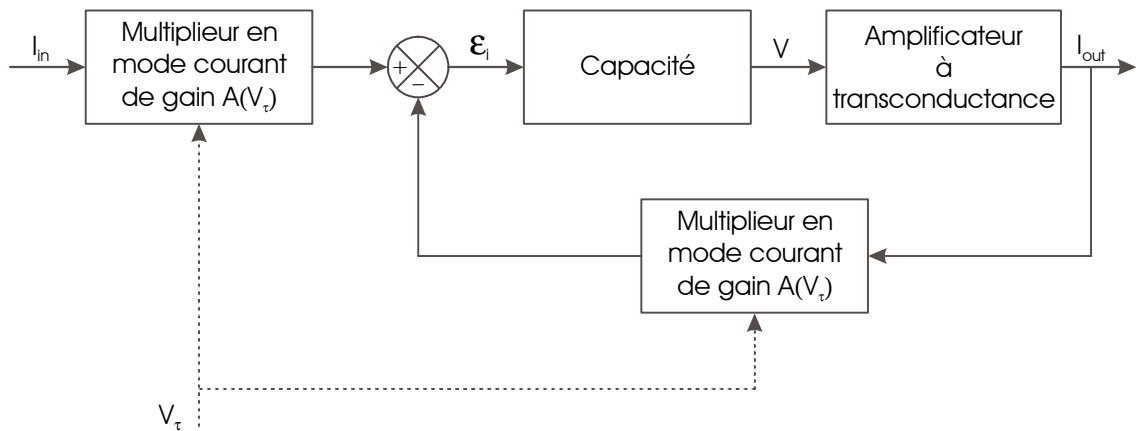 I_in
Multiplieur en
mode courant
de gain A(V_τ)
+
−
ε_i
Capacité
V
Amplificateur
à
transconductance
I_out
Multiplieur en
mode courant
de gain A(V_τ)
V_τ